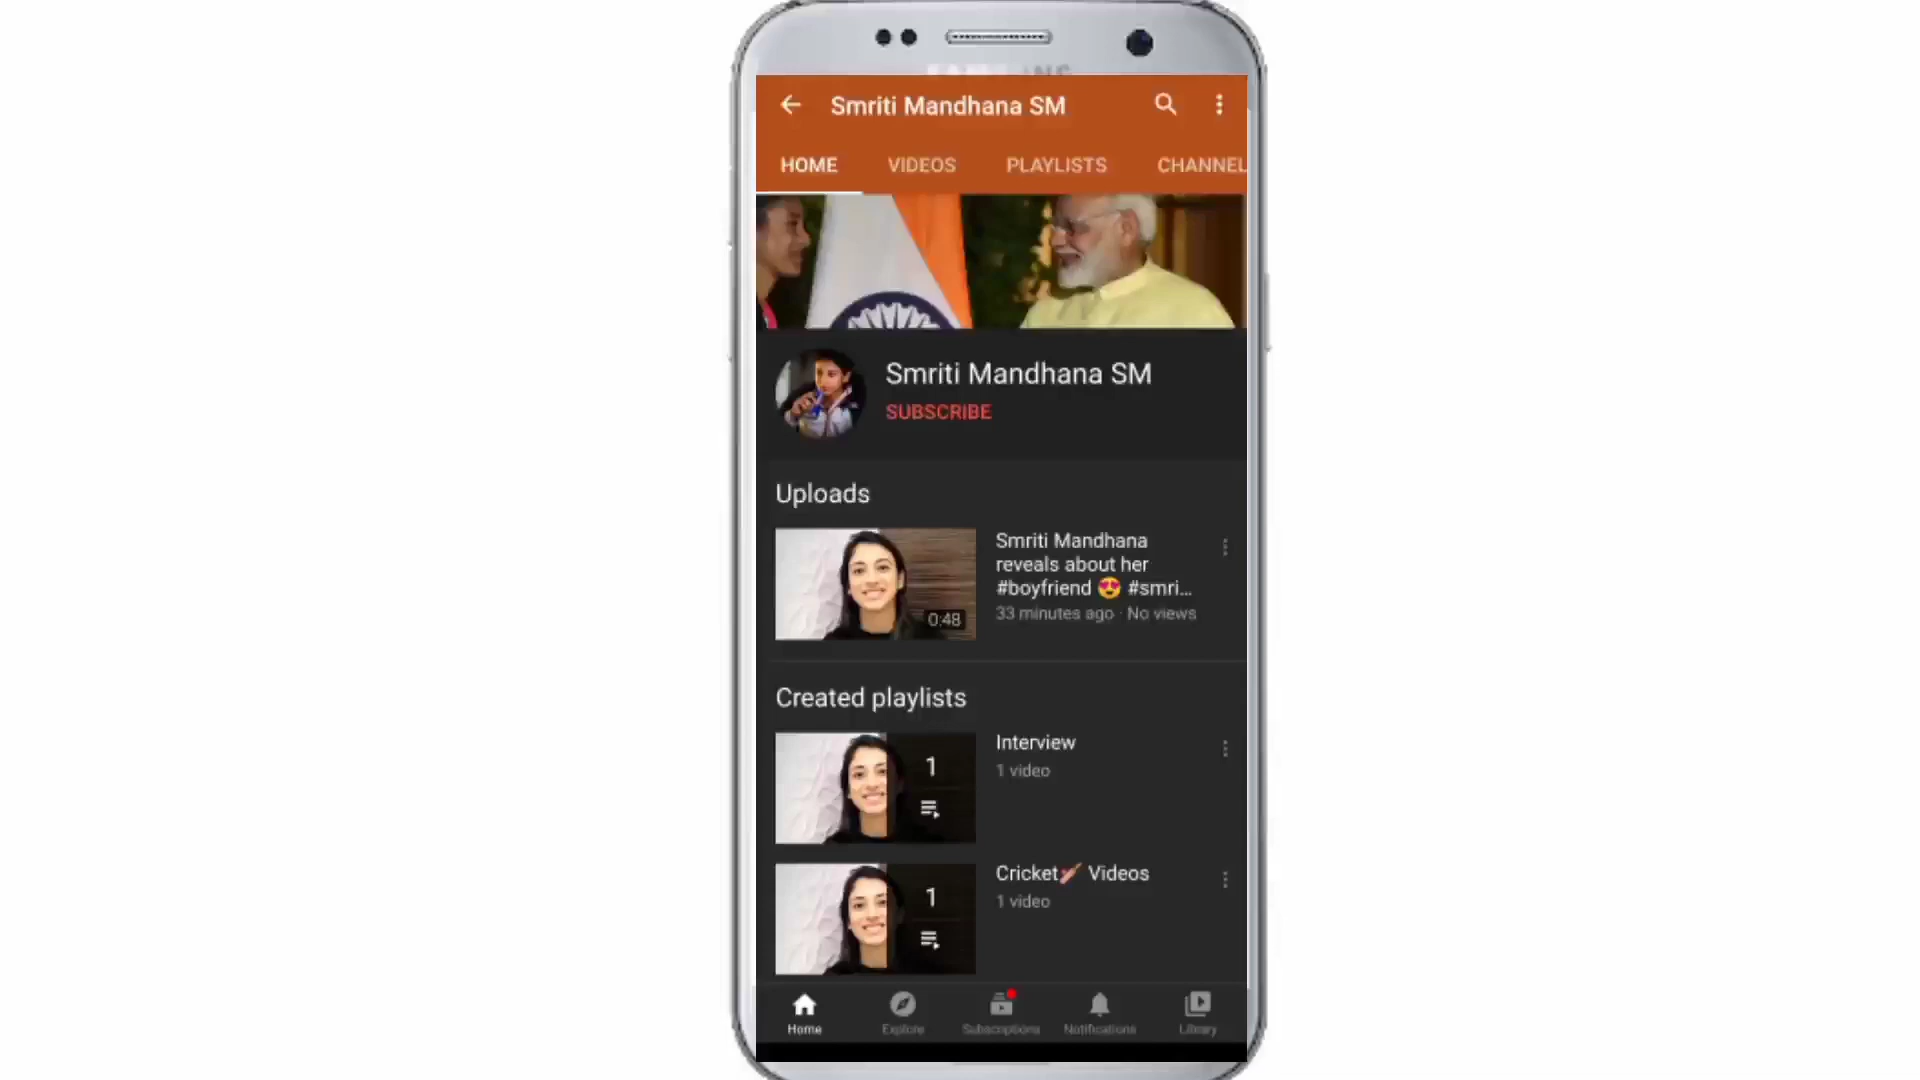 Smriti Mandhana SM
HOME VIDEOS PLAYLISTS CHANNEL
Smriti Mandhana SM
SUBSCRIBE
Uploads
Smriti Mandhana
reveals about her
#boyfriend 😍 #smri...
33 minutes ago · No views
0:48
Created playlists
Interview
1 video
1
Cricket🏏 Videos
1 video
1
Home Explore Subscriptions Notifications Library